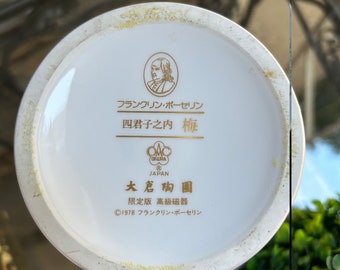 フランクリン・ポーセリン
四君子之内 梅
OKURA
®
JAPAN
大倉陶園
限定版 高級磁器
©1978 フランクリン・ポーセリン